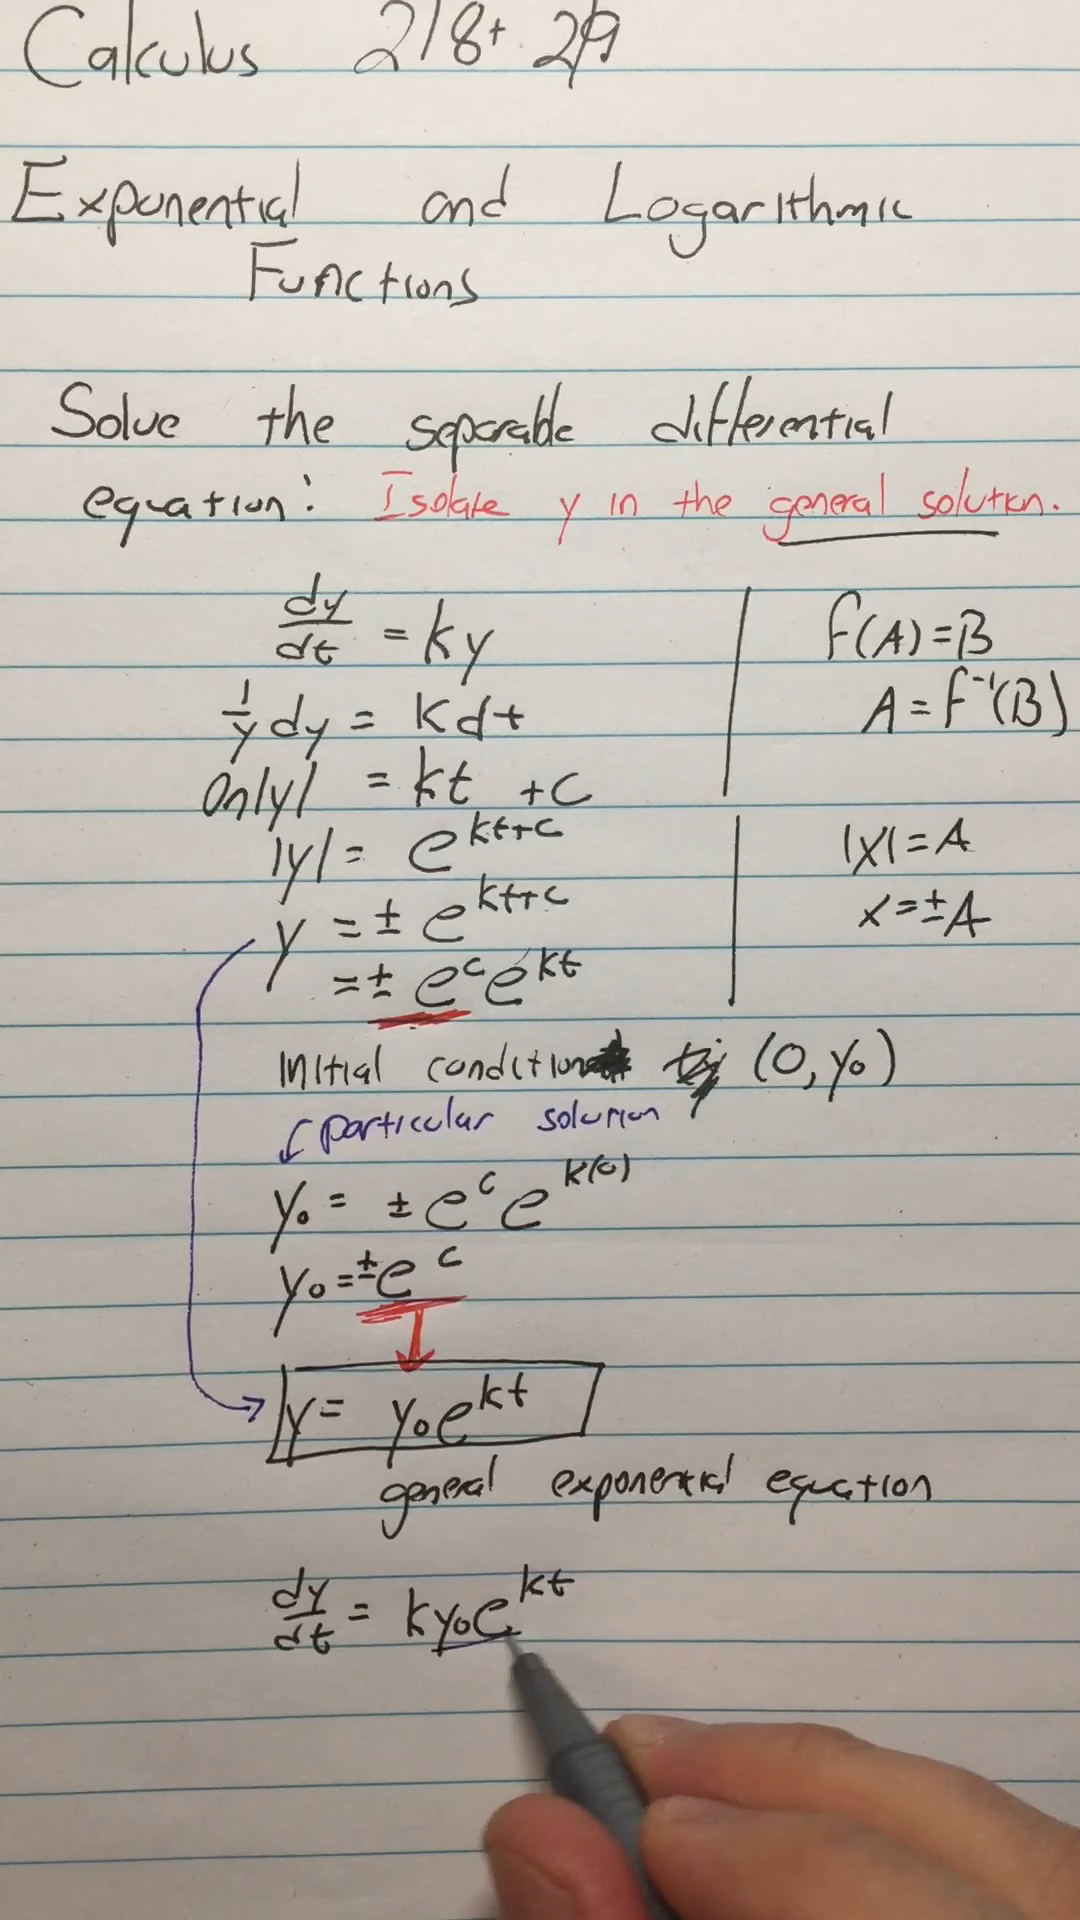 Calculus 2/8+ 2/9
Exponential and Logarithmic
Functions
Solve the separable differential
equation: Isolate y in the general solution.
dy/dt = ky
1/y dy = kdt
ln|y| = kt + C
|y| = e^{kt+C}
y = ± e^{kt+C}
= ± e^c e^{kt}
f(A)=B
A = f^{-1}(B)
|x| = A
x = ±A
Initial condition (0, y₀)
particular solution
y₀ = ± e^c e^{k(0)}
y₀ = ±e^c
y = y₀e^{kt}
general exponential equation
dy/dt = ky₀e^{kt}